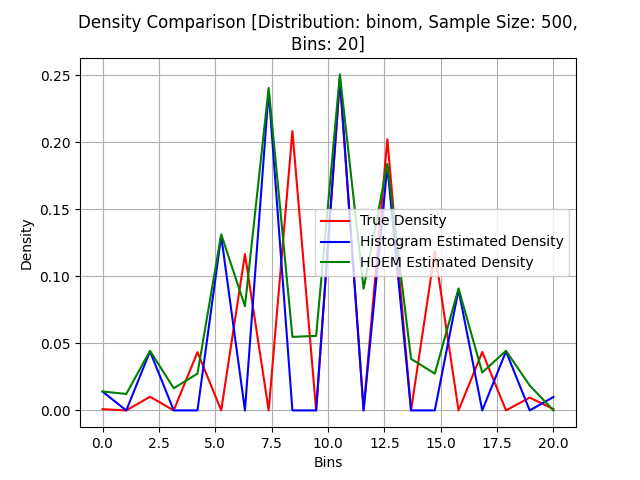 Density Comparison [Distribution: binom, Sample Size: 500,
Bins: 20]
0.25
0.20
0.15
0.10
0.05
0.00
Density
True Density
Histogram Estimated Density
HDEM Estimated Density
0.0 2.5 5.0 7.5 10.0 12.5 15.0 17.5 20.0
Bins